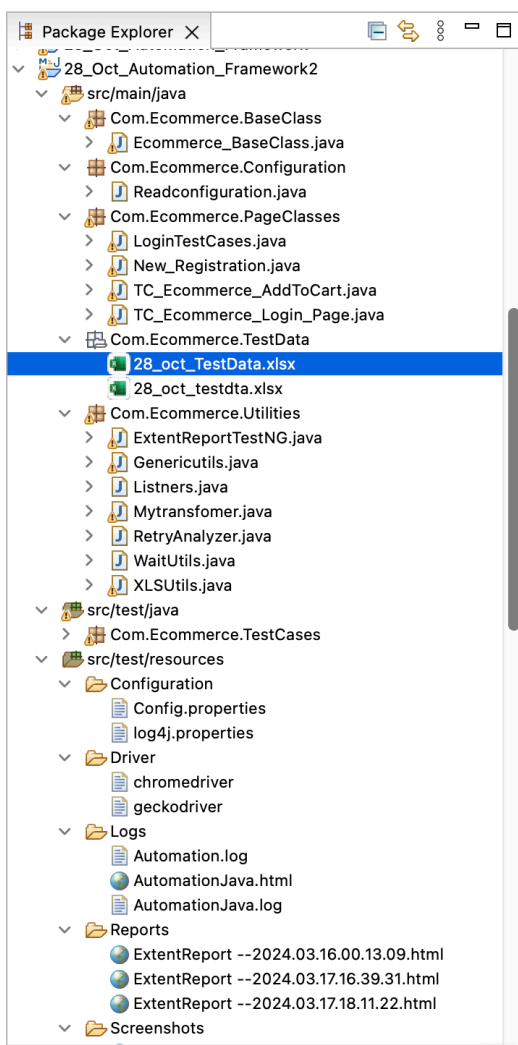 Package Explorer
28_Oct_Automation_Framework
28_Oct_Automation_Framework2
src/main/java
Com.Ecommerce.BaseClass
Ecommerce_BaseClass.java
Com.Ecommerce.Configuration
Readconfiguration.java
Com.Ecommerce.PageClasses
LoginTestCases.java
New_Registration.java
TC_Ecommerce_AddToCart.java
TC_Ecommerce_Login_Page.java
Com.Ecommerce.TestData
28_oct_TestData.xlsx
28_oct_testdta.xlsx
Com.Ecommerce.Utilities
ExtentReportTestNG.java
Genericutils.java
Listners.java
Mytransfomer.java
RetryAnalyzer.java
WaitUtils.java
XLSUtils.java
src/test/java
Com.Ecommerce.TestCases
src/test/resources
Configuration
Config.properties
log4j.properties
Driver
chromedriver
geckodriver
Logs
Automation.log
AutomationJava.html
AutomationJava.log
Reports
ExtentReport --2024.03.16.00.13.09.html
ExtentReport --2024.03.17.16.39.31.html
ExtentReport --2024.03.17.18.11.22.html
Screenshots